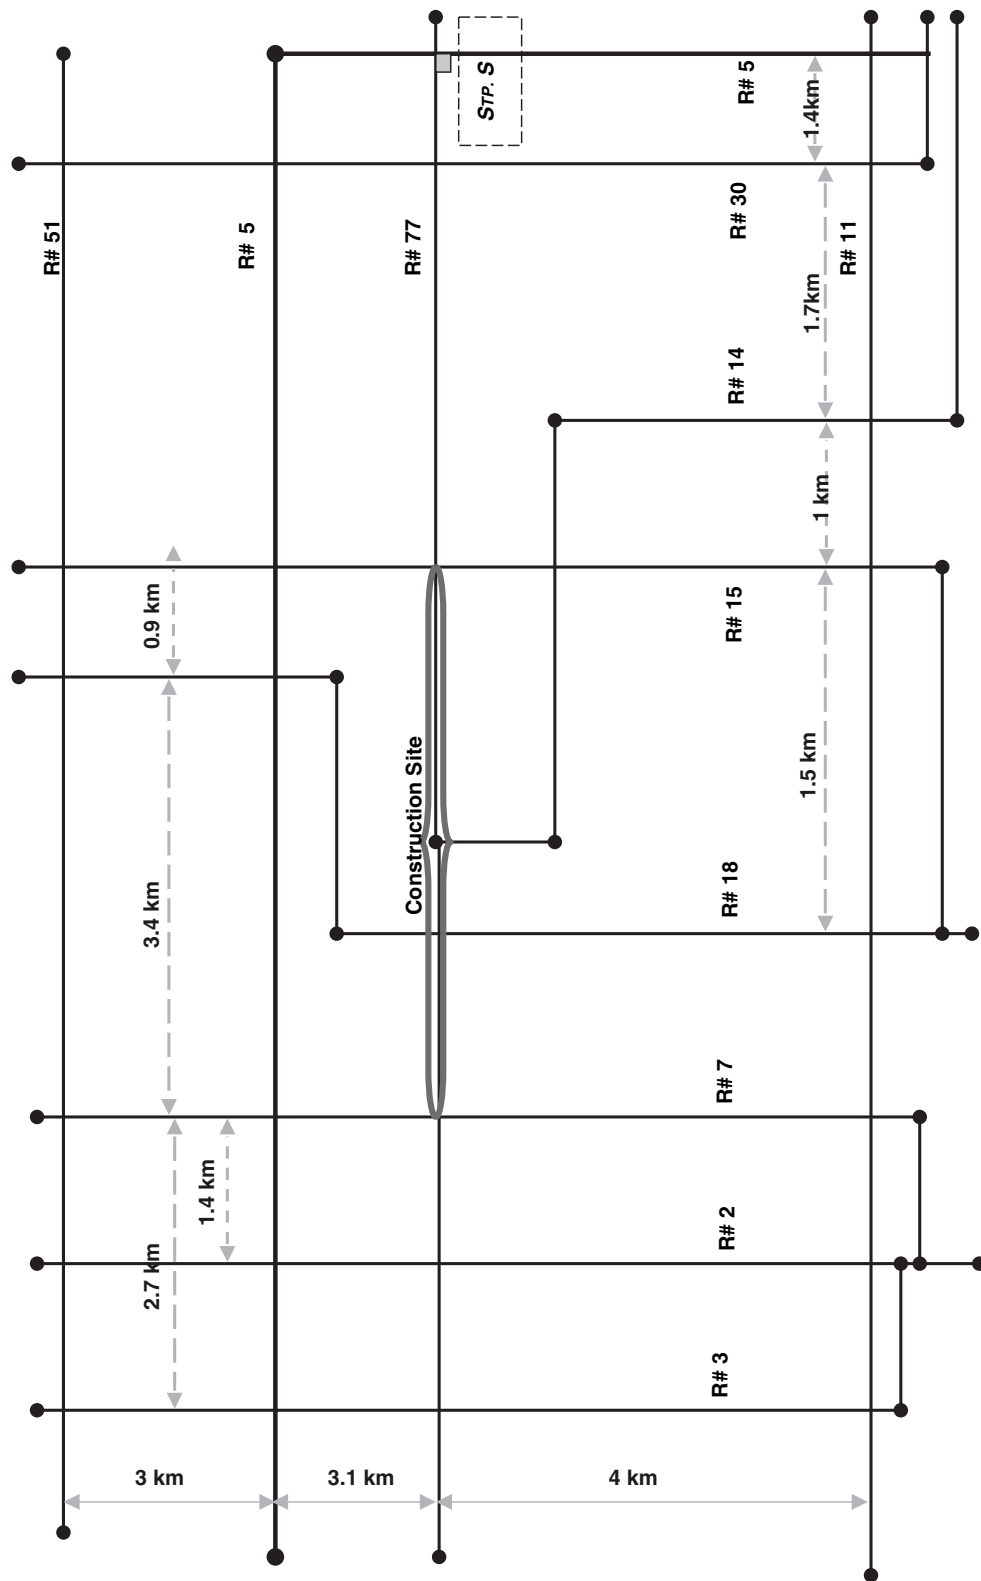 STP. S
R# 5
1.4km
R# 51
R# 5
R# 77
R# 30
R# 11
1.7km
R# 14
1 km
0.9 km
R# 15
Construction Site
1.5 km
3.4 km
R# 18
R# 7
1.4 km
R# 2
2.7 km
R# 3
3 km
3.1 km
4 km